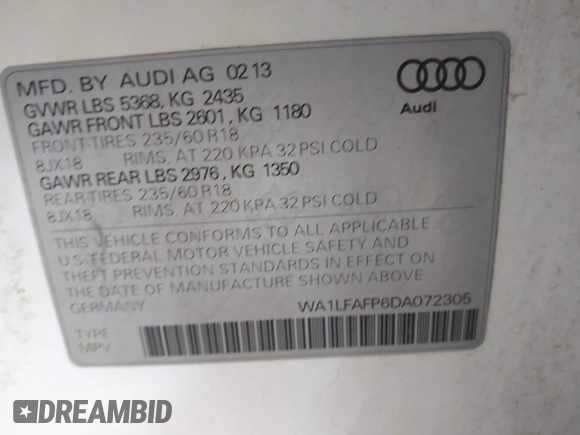 MFD. BY AUDI AG 02 13
GVWR LBS 5368, KG 2435
GAWR FRONT LBS 2601, KG 1180
FRONT-TIRES 235/60 R18
8JX18 RIMS, AT 220 KPA 32 PSI COLD
GAWR REAR LBS 2976, KG 1350
REAR-TIRES 235/60 R18
8JX18 RIMS, AT 220 KPA 32 PSI COLD
Audi
THIS VEHICLE CONFORMS TO ALL APPLICABLE
U.S. FEDERAL MOTOR VEHICLE SAFETY AND
THEFT PREVENTION STANDARDS IN EFFECT ON
THE DATE OF MANUFACTURE SHOWN ABOVE
GERMANY WA1LFAFP6DA072305
TYPE
MPV
DREAMBID